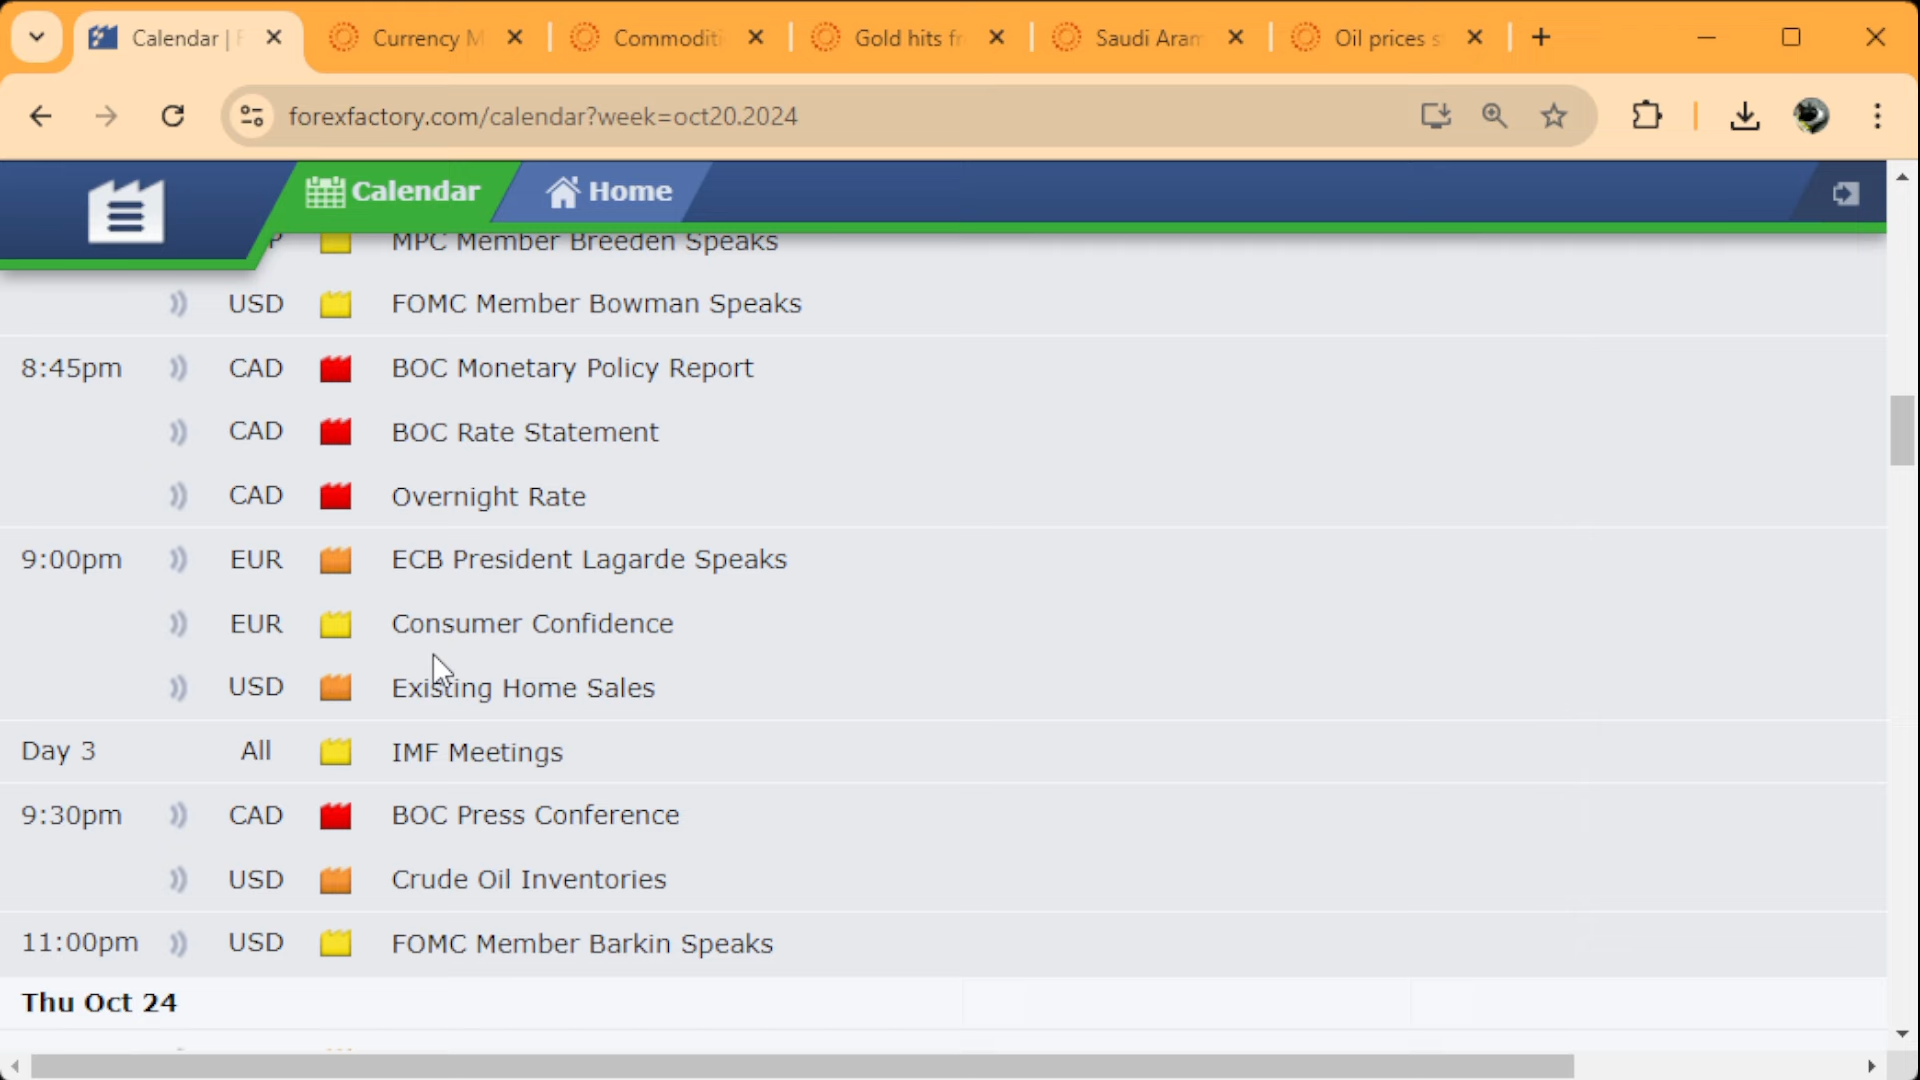 Calendar |
Currency M
Commoditi
Gold hits fr
Saudi Aram
Oil prices s
forexfactory.com/calendar?week=oct20.2024
Calendar
Home
P MPC Member Breeden Speaks
USD FOMC Member Bowman Speaks
8:45pm CAD BOC Monetary Policy Report
CAD BOC Rate Statement
CAD Overnight Rate
9:00pm EUR ECB President Lagarde Speaks
EUR Consumer Confidence
USD Existing Home Sales
Day 3 All IMF Meetings
9:30pm CAD BOC Press Conference
USD Crude Oil Inventories
11:00pm USD FOMC Member Barkin Speaks
Thu Oct 24